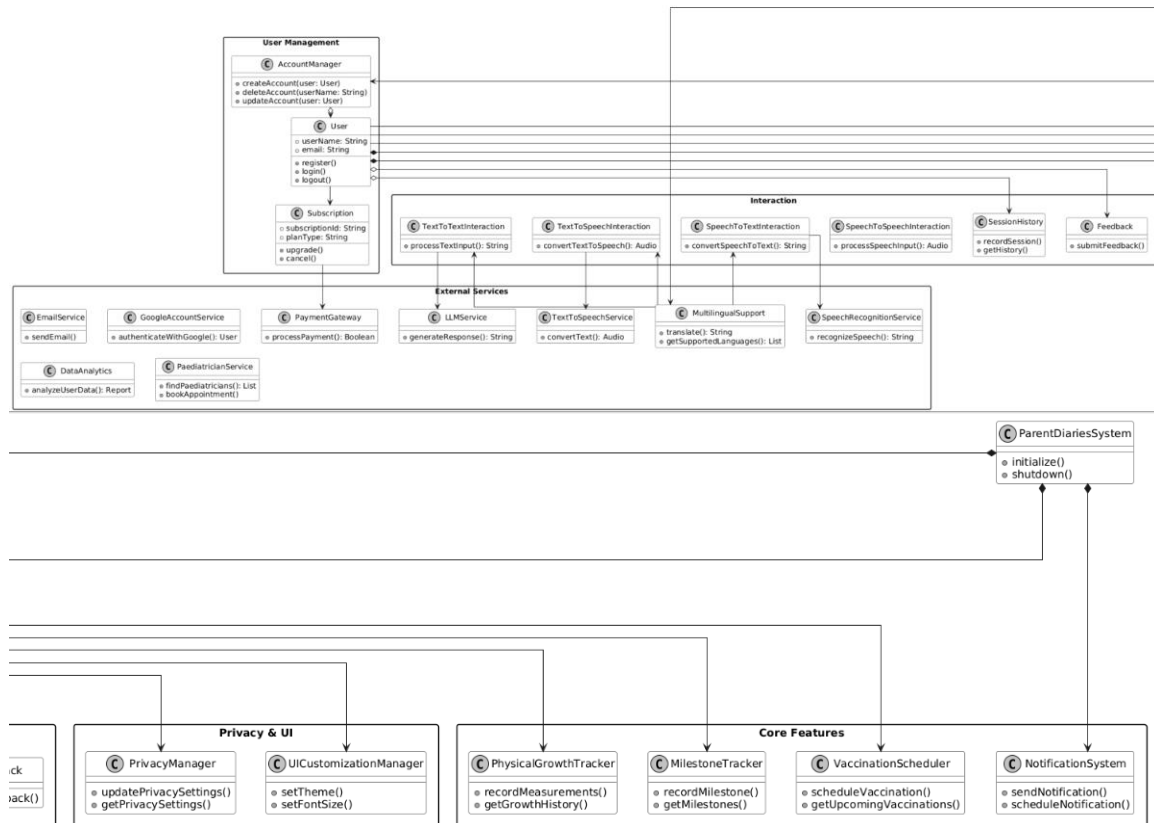 User Management
C AccountManager
createAccount(user: User)
deleteAccount(userName: String)
updateAccount(user: User)
C User
userName: String
email: String
register()
login()
logout()
C Subscription
subscriptionId: String
planType: String
upgrade()
cancel()
Interaction
C TextToTextInteraction
processTextInput(): String
C TextToSpeechInteraction
convertTextToSpeech(): Audio
C SpeechToTextInteraction
convertSpeechToText(): String
C SpeechToSpeechInteraction
processSpeechInput(): Audio
C SessionHistory
recordSession()
getHistory()
C Feedback
submitFeedback()
External Services
C EmailService
sendEmail()
C GoogleAccountService
authenticateWithGoogle(): User
C PaymentGateway
processPayment(): Boolean
C LLMService
generateResponse(): String
C TextToSpeechService
convertText(): Audio
C MultilingualSupport
translate(): String
getSupportedLanguages(): List
C SpeechRecognitionService
recognizeSpeech(): String
C DataAnalytics
analyzeUserData(): Report
C PaediatricianService
findPaediatricians(): List
bookAppointment()
C ParentDiariesSystem
initialize()
shutdown()
ck
back()
Privacy & UI
C PrivacyManager
updatePrivacySettings()
getPrivacySettings()
C UICustomizationManager
setTheme()
setFontSize()
Core Features
C PhysicalGrowthTracker
recordMeasurements()
getGrowthHistory()
C MilestoneTracker
recordMilestone()
getMilestones()
C VaccinationScheduler
scheduleVaccination()
getUpcomingVaccinations()
C NotificationSystem
sendNotification()
scheduleNotification()